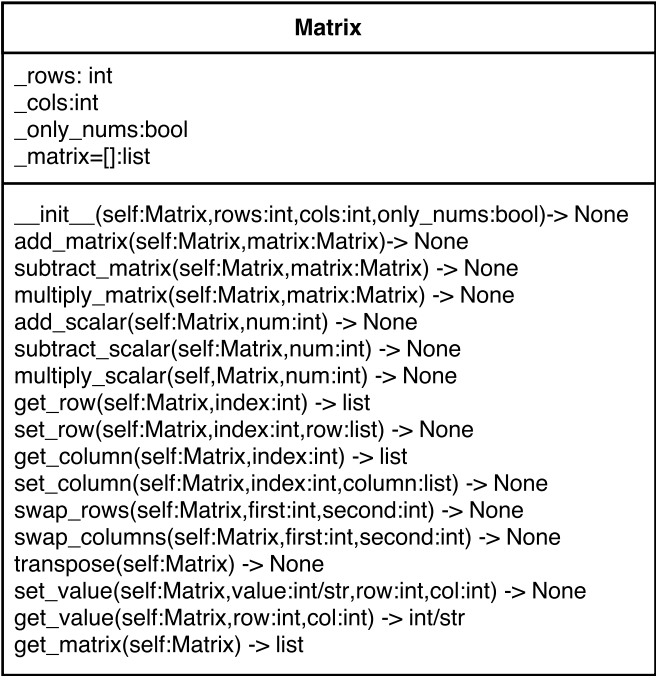 Matrix
_rows: int
_cols:int
_only_nums:bool
_matrix=[]:list
__init__(self:Matrix,rows:int,cols:int,only_nums:bool)-> None
add_matrix(self:Matrix,matrix:Matrix)-> None
subtract_matrix(self:Matrix,matrix:Matrix) -> None
multiply_matrix(self:Matrix,matrix:Matrix) -> None
add_scalar(self:Matrix,num:int) -> None
subtract_scalar(self:Matrix,num:int) -> None
multiply_scalar(self,Matrix,num:int) -> None
get_row(self:Matrix,index:int) -> list
set_row(self:Matrix,index:int,row:list) -> None
get_column(self:Matrix,index:int) -> list
set_column(self:Matrix,index:int,column:list) -> None
swap_rows(self:Matrix,first:int,second:int) -> None
swap_columns(self:Matrix,first:int,second:int) -> None
transpose(self:Matrix) -> None
set_value(self:Matrix,value:int/str,row:int,col:int) -> None
get_value(self:Matrix,row:int,col:int) -> int/str
get_matrix(self:Matrix) -> list